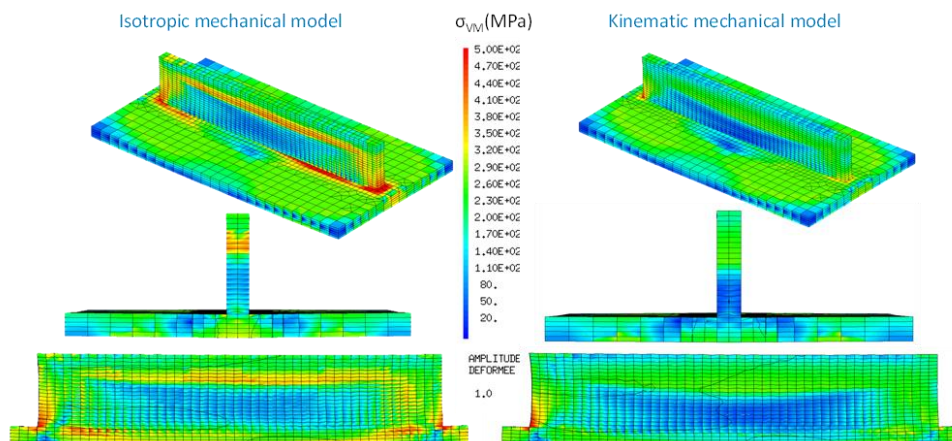 Isotropic mechanical model
σVM(MPa)
Kinematic mechanical model
5.00E+02
4.70E+02
4.40E+02
4.10E+02
3.80E+02
3.50E+02
3.20E+02
2.90E+02
2.60E+02
2.30E+02
2.00E+02
1.70E+02
1.40E+02
1.10E+02
80.
50.
20.
AMPLITUDE
DEFORMEE
1.0